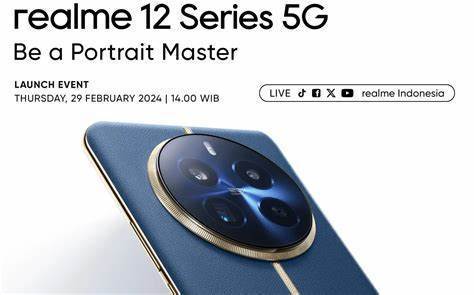 realme 12 Series 5G
Be a Portrait Master
LAUNCH EVENT
THURSDAY, 29 FEBRUARY 2024 | 14.00 WIB
LIVE realme Indonesia